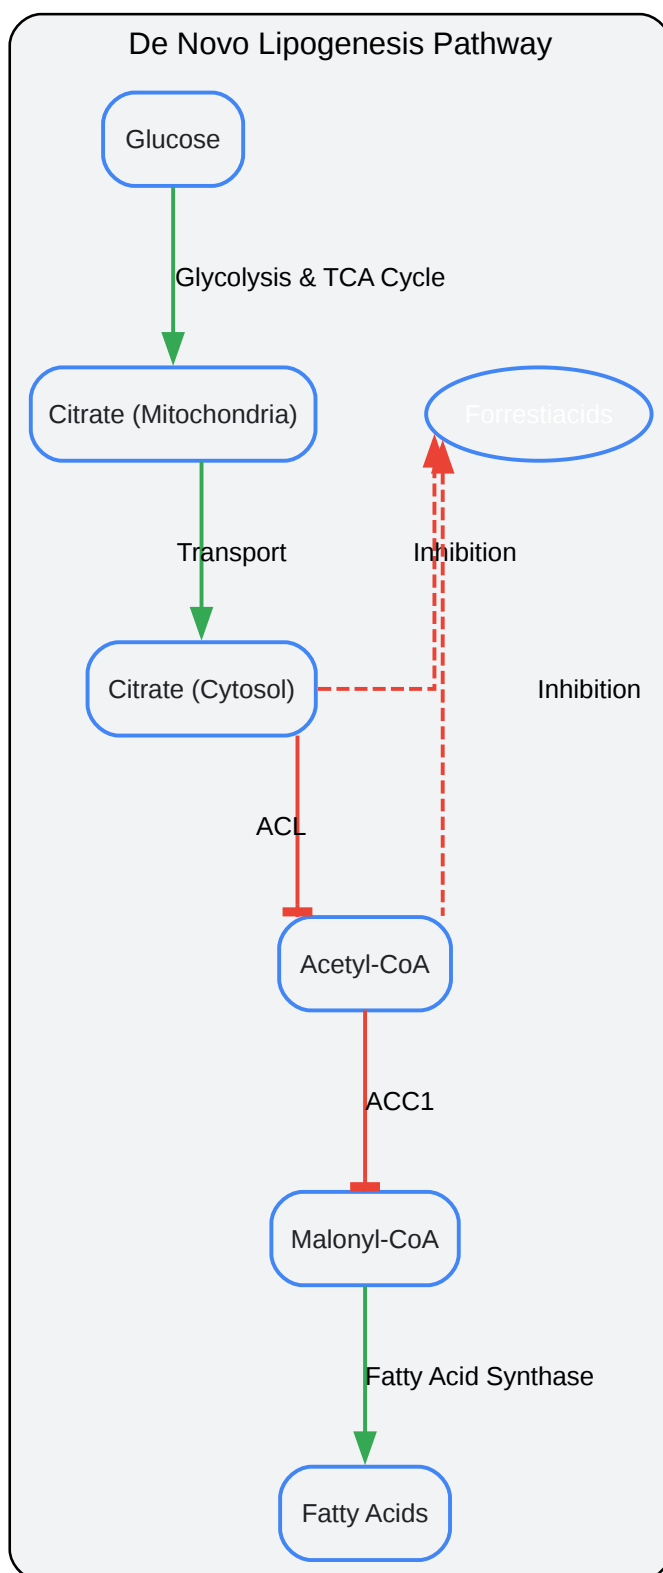 De Novo Lipogenesis Pathway
Glucose
Glycolysis & TCA Cycle
Citrate (Mitochondria)
Forrestiacids
Transport
Inhibition
Citrate (Cytosol)
Inhibition
ACL
Acetyl-CoA
ACC1
Malonyl-CoA
Fatty Acid Synthase
Fatty Acids